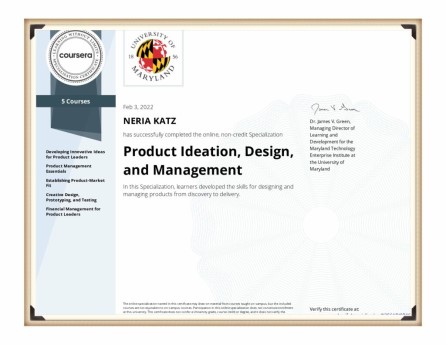 LEARNING WITHOUT LIMITS
coursera
5 Courses
Developing Innovative Ideas
for Product Leaders
Product Management
Essentials
Establishing Product-Market
Fit
Creative Design,
Prototyping, and Testing
Financial Management for
Product Leaders
UNIVERSITY OF
18 56
MARYLAND
Feb 3, 2022
NERIA KATZ
has successfully completed the online, non-credit Specialization
Product Ideation, Design,
and Management
In this Specialization, learners developed the skills for designing and
managing products from discovery to delivery.
Dr. James V. Green,
Managing Director of
Learning and
Development for the
Maryland Technology
Enterprise Institute at
the University of
Maryland
Verify this certificate at: